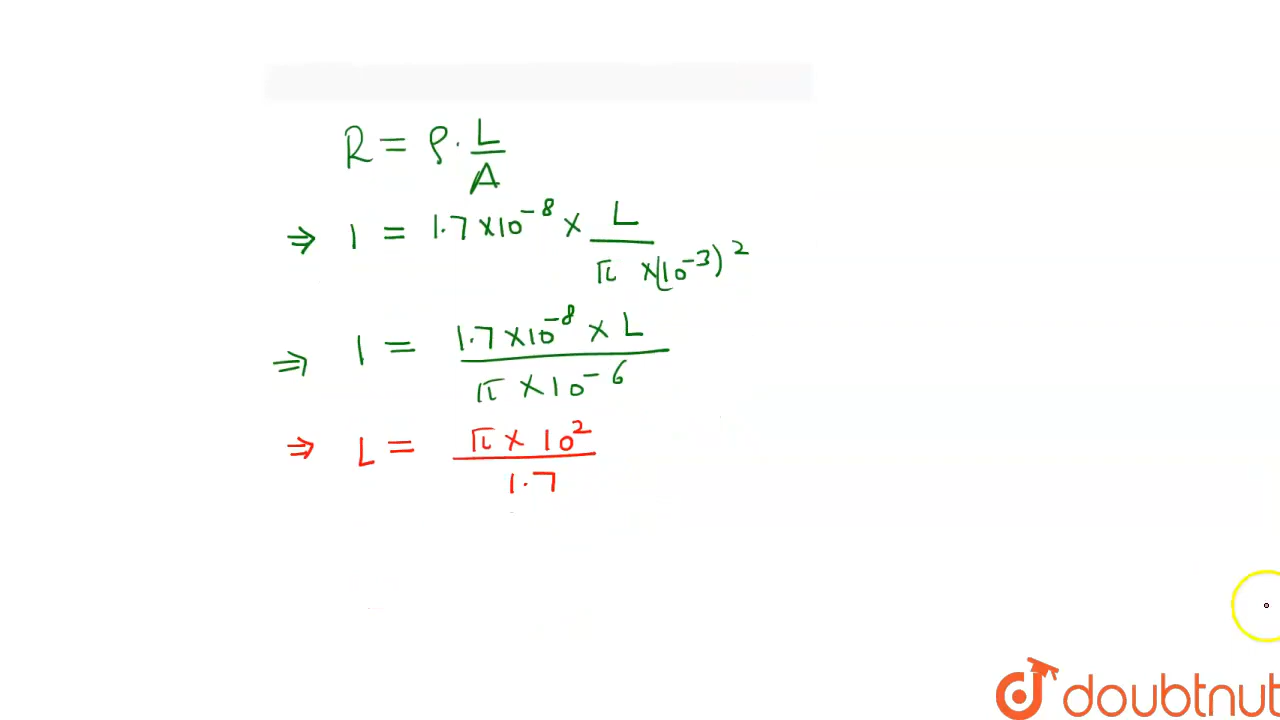 R = ρ · L/A
⇒ 1 = 1.7 × 10⁻⁸ × L/(π × (10⁻³)²)
⇒ 1 = (1.7 × 10⁻⁸ × L)/(π × 10⁻⁶)
⇒ L = (π × 10²)/1.7
doubtnut